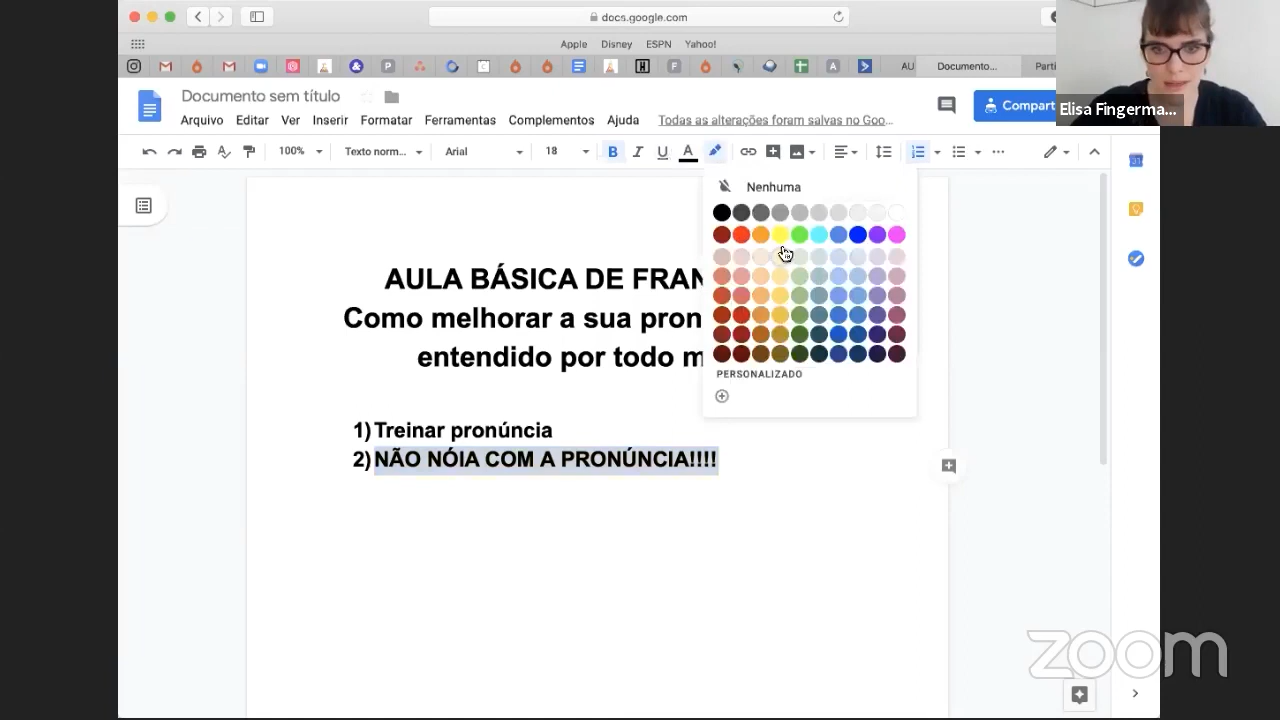 docs.google.com
Apple Disney ESPN Yahoo!
AU Documento... Parti
Documento sem título
Arquivo Editar Ver Inserir Formatar Ferramentas Complementos Ajuda Todas as alterações foram salvas no Goo...
Compart
Elisa Fingerma...
100% Texto norm... Arial 18 B I U A
Nenhuma
AULA BÁSICA DE FRAN
Como melhorar a sua pron
entendido por todo m
PERSONALIZADO
1) Treinar pronúncia
2) NÃO NÓIA COM A PRONÚNCIA!!!!
zoom